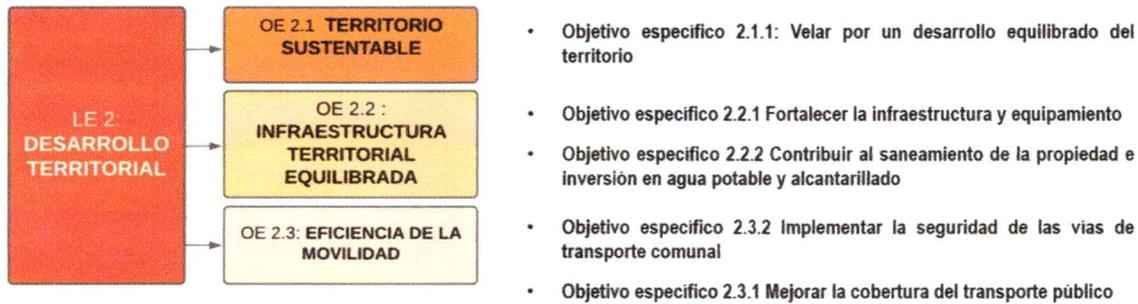 LE 2:
DESARROLLO
TERRITORIAL
OE 2.1 TERRITORIO
SUSTENTABLE
OE 2.2 :
INFRAESTRUCTURA
TERRITORIAL
EQUILIBRADA
OE 2.3: EFICIENCIA DE LA
MOVILIDAD
• Objetivo específico 2.1.1: Velar por un desarrollo equilibrado del
territorio
• Objetivo específico 2.2.1 Fortalecer la infraestructura y equipamiento
• Objetivo específico 2.2.2 Contribuir al saneamiento de la propiedad e
inversión en agua potable y alcantarillado
• Objetivo específico 2.3.2 Implementar la seguridad de las vías de
transporte comunal
• Objetivo específico 2.3.1 Mejorar la cobertura del transporte público